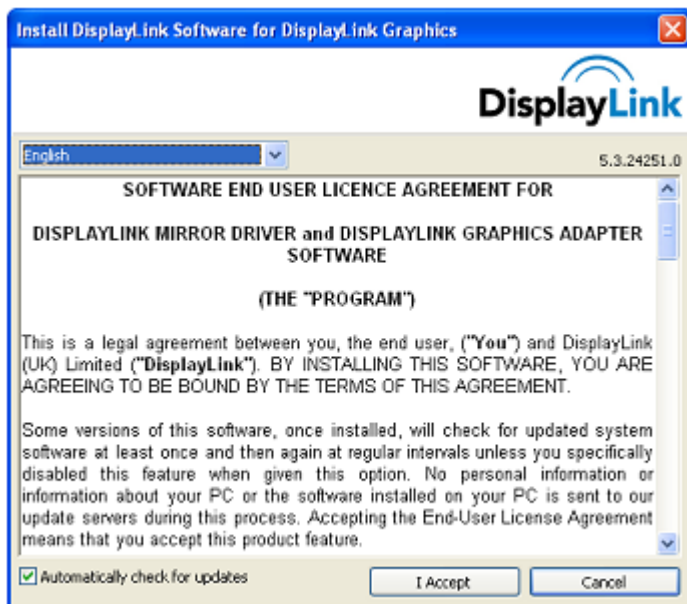 Install DisplayLink Software for DisplayLink Graphics
DisplayLink
English
5.3.24251.0
SOFTWARE END USER LICENCE AGREEMENT FOR
DISPLAYLINK MIRROR DRIVER and DISPLAYLINK GRAPHICS ADAPTER
SOFTWARE
(THE "PROGRAM")
This is a legal agreement between you, the end user, ("You") and DisplayLink
(UK) Limited ("DisplayLink"). BY INSTALLING THIS SOFTWARE, YOU ARE
AGREEING TO BE BOUND BY THE TERMS OF THIS AGREEMENT.
Some versions of this software, once installed, will check for updated system
software at least once and then again at regular intervals unless you specifically
disabled this feature when given this option. No personal information or
information about your PC or the software installed on your PC is sent to our
update servers during this process. Accepting the End-User License Agreement
means that you accept this product feature.
Automatically check for updates
I Accept
Cancel